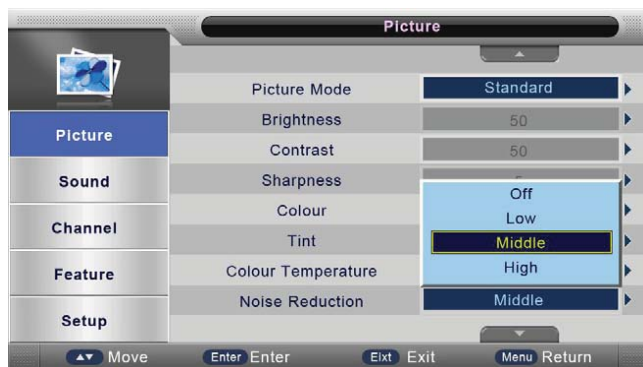 Picture
Picture Mode Standard
Brightness 50
Contrast 50
Sharpness
Colour
Tint
Colour Temperature
Noise Reduction Middle
Off
Low
Middle
High
Picture
Sound
Channel
Feature
Setup
Move Enter Enter Eixt Exit Menu Return